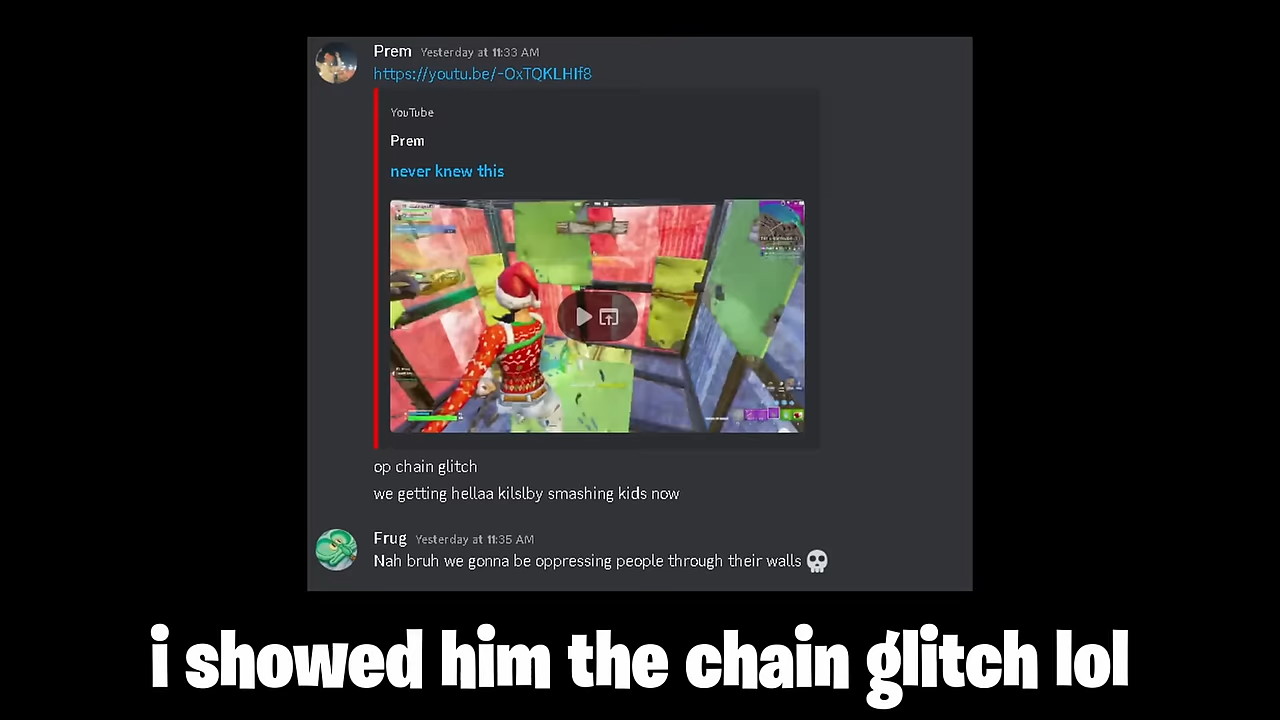 Prem Yesterday at 11:33 AM
https://youtu.be/-OxTQKLHIf8
YouTube
Prem
never knew this
op chain glitch
we getting hellaa kilslby smashing kids now
Frug Yesterday at 11:35 AM
Nah bruh we gonna be oppressing people through their walls
i showed him the chain glitch lol